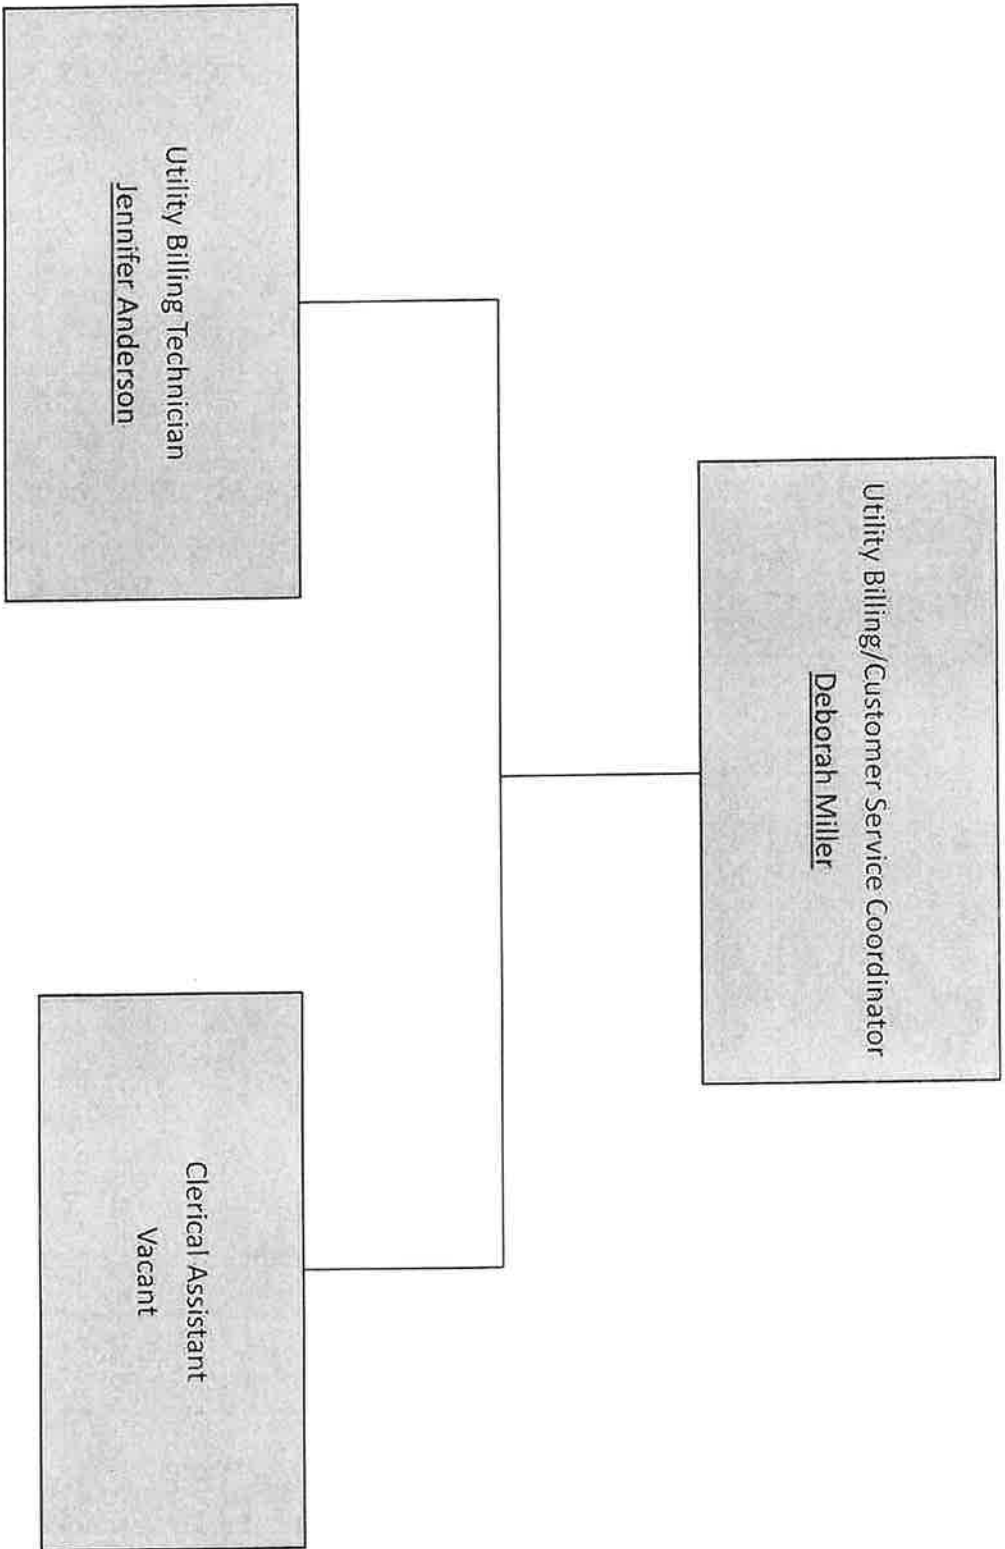 Utility Billing/Customer Service Coordinator
Deborah Miller
Utility Billing Technician
Jennifer Anderson
Clerical Assistant
Vacant